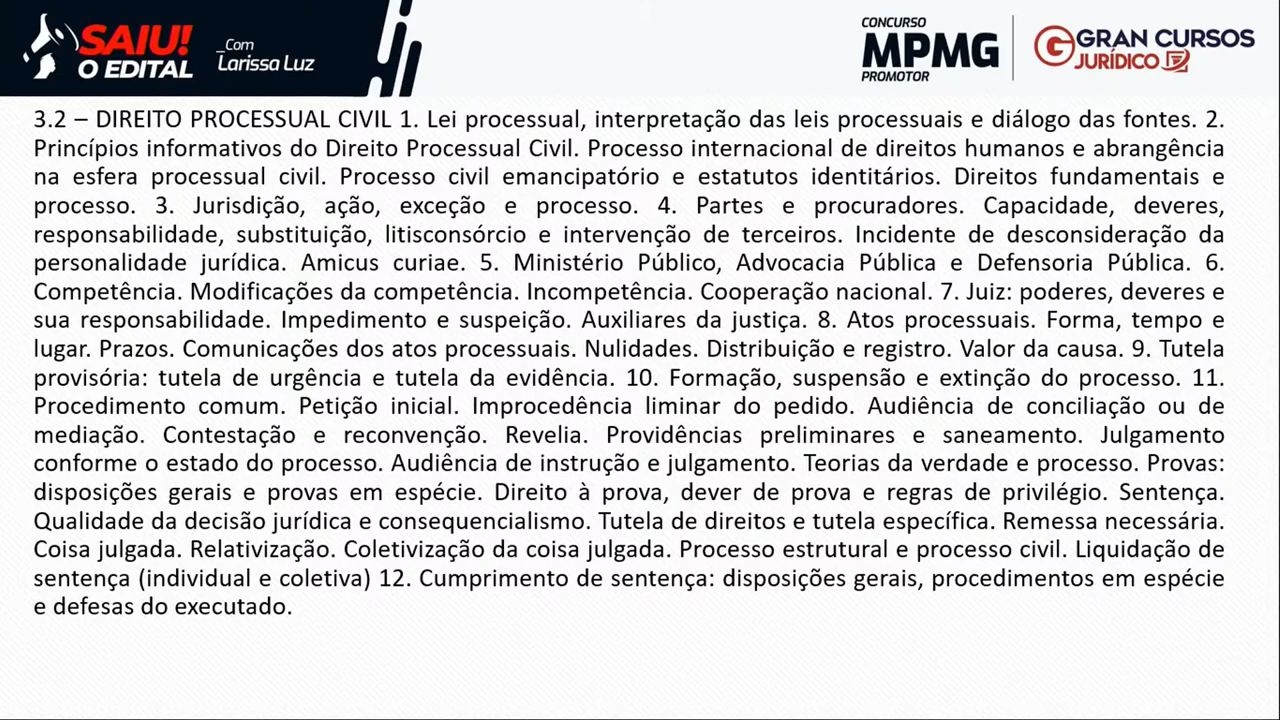 SAIU!
O EDITAL
_Com
Larissa Luz
CONCURSO
MPMG
PROMOTOR
GRAN CURSOS
JURÍDICO
3.2 – DIREITO PROCESSUAL CIVIL 1. Lei processual, interpretação das leis processuais e diálogo das fontes. 2.
Princípios informativos do Direito Processual Civil. Processo internacional de direitos humanos e abrangência
na esfera processual civil. Processo civil emancipatório e estatutos identitários. Direitos fundamentais e
processo. 3. Jurisdição, ação, exceção e processo. 4. Partes e procuradores. Capacidade, deveres,
responsabilidade, substituição, litisconsórcio e intervenção de terceiros. Incidente de desconsideração da
personalidade jurídica. Amicus curiae. 5. Ministério Público, Advocacia Pública e Defensoria Pública. 6.
Competência. Modificações da competência. Incompetência. Cooperação nacional. 7. Juiz: poderes, deveres e
sua responsabilidade. Impedimento e suspeição. Auxiliares da justiça. 8. Atos processuais. Forma, tempo e
lugar. Prazos. Comunicações dos atos processuais. Nulidades. Distribuição e registro. Valor da causa. 9. Tutela
provisória: tutela de urgência e tutela da evidência. 10. Formação, suspensão e extinção do processo. 11.
Procedimento comum. Petição inicial. Improcedência liminar do pedido. Audiência de conciliação ou de
mediação. Contestação e reconvenção. Revelia. Providências preliminares e saneamento. Julgamento
conforme o estado do processo. Audiência de instrução e julgamento. Teorias da verdade e processo. Provas:
disposições gerais e provas em espécie. Direito à prova, dever de prova e regras de privilégio. Sentença.
Qualidade da decisão jurídica e consequencialismo. Tutela de direitos e tutela específica. Remessa necessária.
Coisa julgada. Relativização. Coletivização da coisa julgada. Processo estrutural e processo civil. Liquidação de
sentença (individual e coletiva) 12. Cumprimento de sentença: disposições gerais, procedimentos em espécie
e defesas do executado.